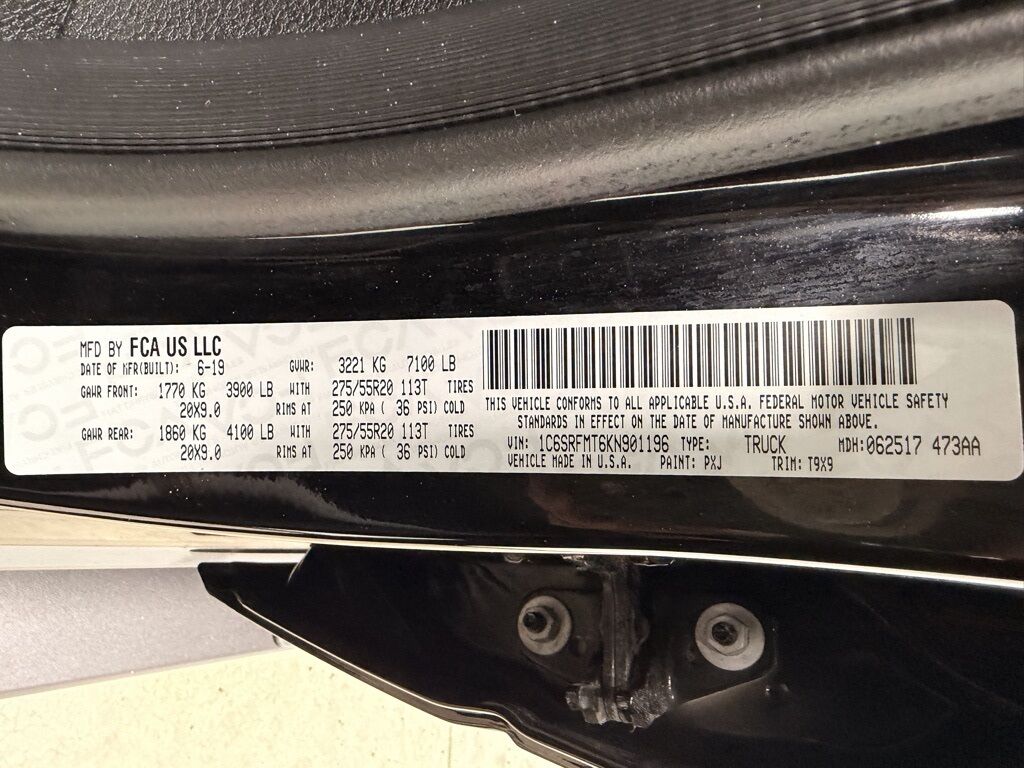 MFD BY FCA US LLC
DATE OF MFR(BUILT): 6-19 GVWR: 3221 KG 7100 LB
GAWR FRONT: 1770 KG 3900 LB WITH 275/55R20 113T TIRES
20X9.0 RIMS AT 250 KPA ( 36 PSI) COLD
GAWR REAR: 1860 KG 4100 LB WITH 275/55R20 113T TIRES
20X9.0 RIMS AT 250 KPA ( 36 PSI) COLD
THIS VEHICLE CONFORMS TO ALL APPLICABLE U.S.A. FEDERAL MOTOR VEHICLE SAFETY
STANDARDS IN EFFECT ON THE DATE OF MANUFACTURE SHOWN ABOVE.
VIN: 1C6SRFMT6KN901196 TYPE: TRUCK MDH:062517 473AA
VEHICLE MADE IN U.S.A. PAINT: PXJ TRIM: T9X9